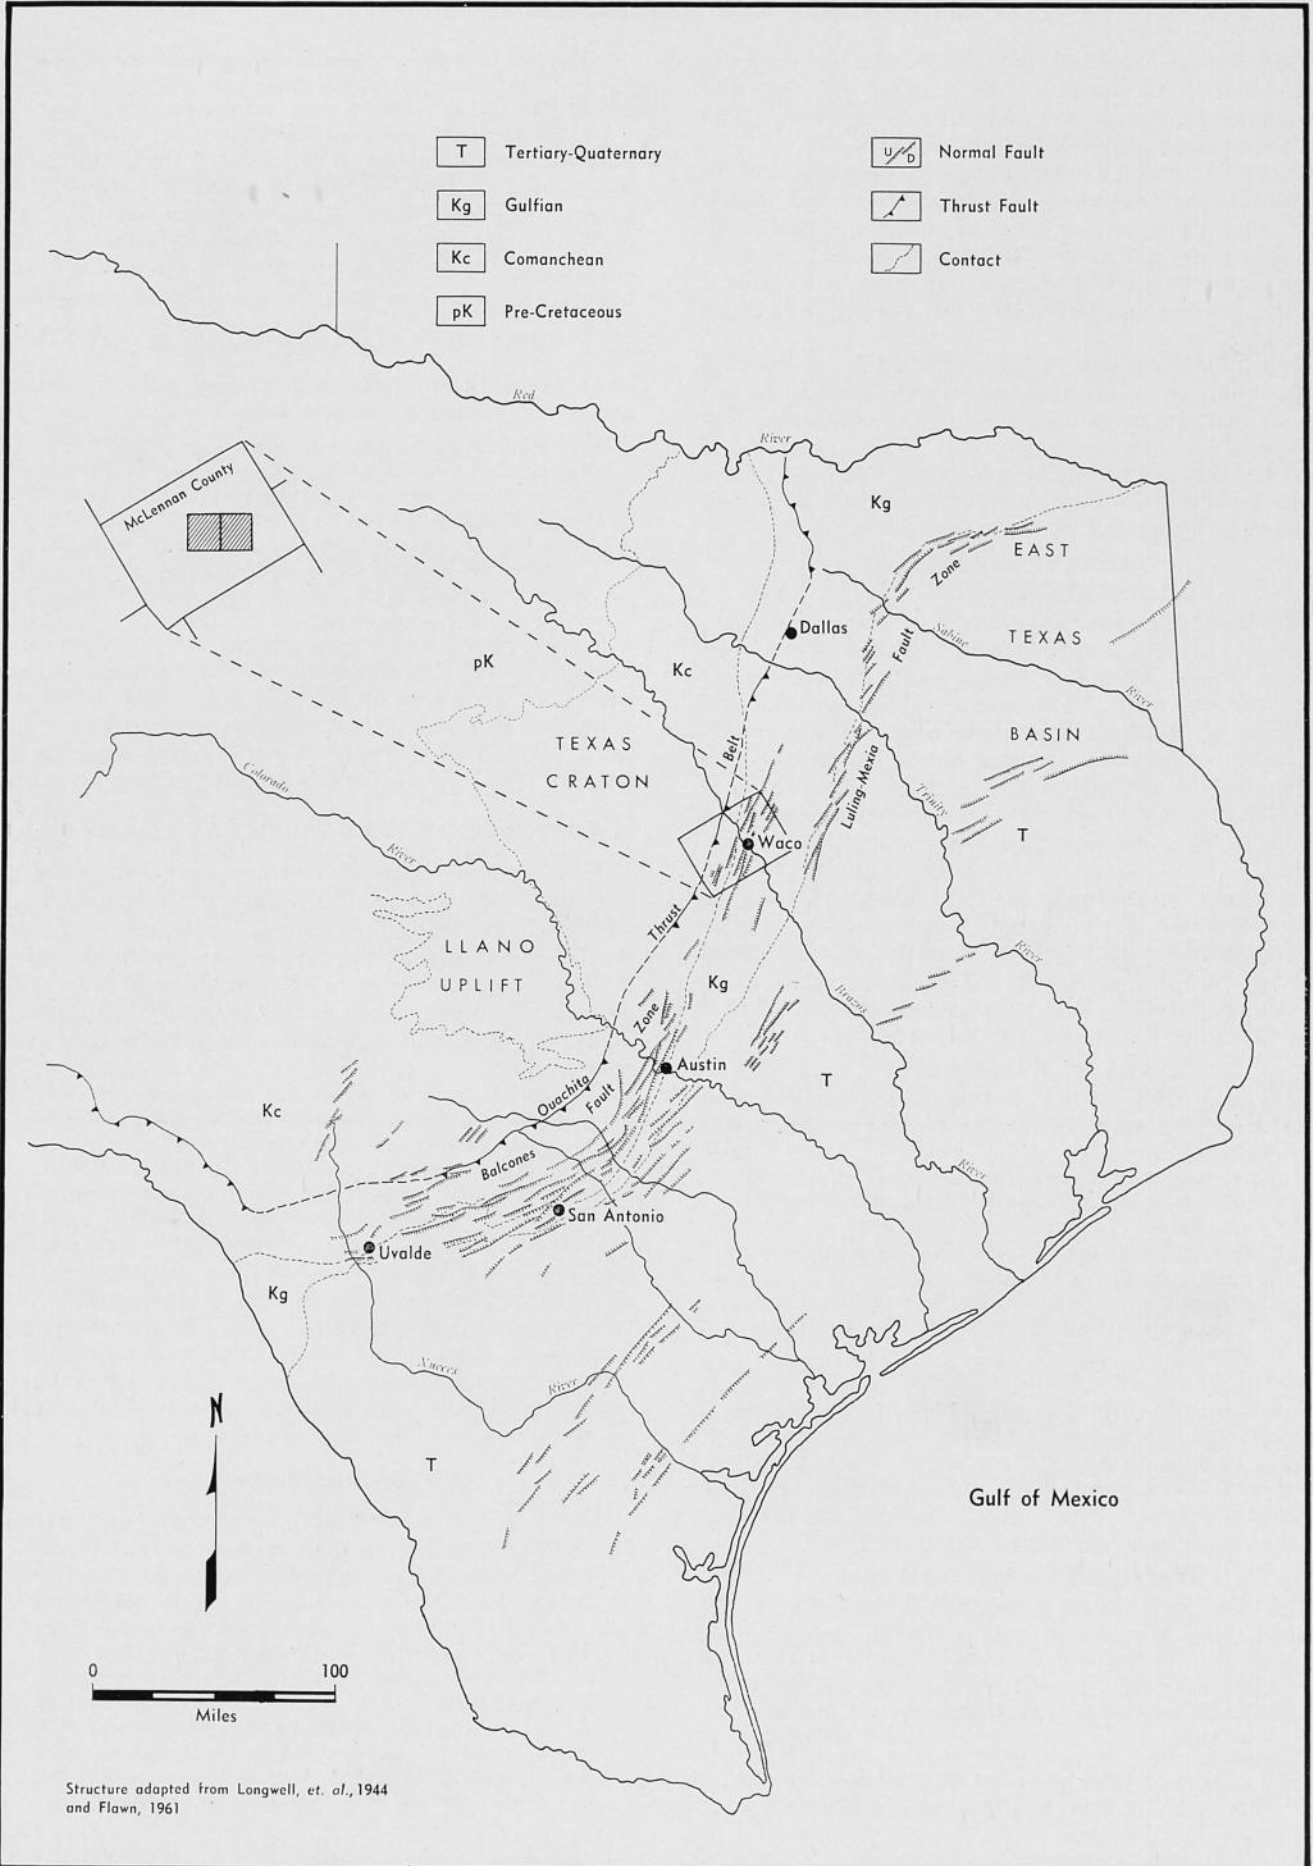 T Tertiary-Quaternary
Kg Gulfian
Kc Comanchean
pK Pre-Cretaceous
U/D Normal Fault
Thrust Fault
Contact
Red
River
McLennan County
Kg
EAST
Zone
Dallas
Sabine
TEXAS
Fault
pK
Kc
River
BASIN
TEXAS
CRATON
Belt
Colorado
Luling-Mexia
Trinity
T
River
Waco
Thrust
LLANO
UPLIFT
River
Kg
Brazos
Zone
Austin
T
Ouachita
Fault
Kc
Balcones
River
San Antonio
Uvalde
Kg
Nueces
River
N
T
Gulf of Mexico
0 100
Miles
Structure adapted from Longwell, et. al., 1944
and Flawn, 1961